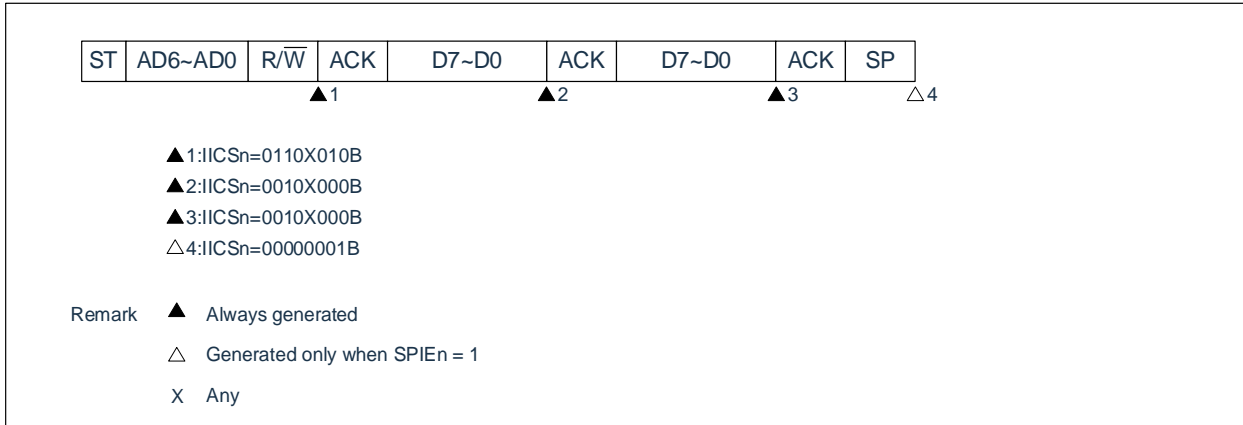 ST AD6~AD0 R/W̅ ACK D7~D0 ACK D7~D0 ACK SP
▲1 ▲2 ▲3 △4
▲1:IICSn=0110X010B
▲2:IICSn=0010X000B
▲3:IICSn=0010X000B
△4:IICSn=00000001B
Remark ▲ Always generated
△ Generated only when SPIEn = 1
X Any